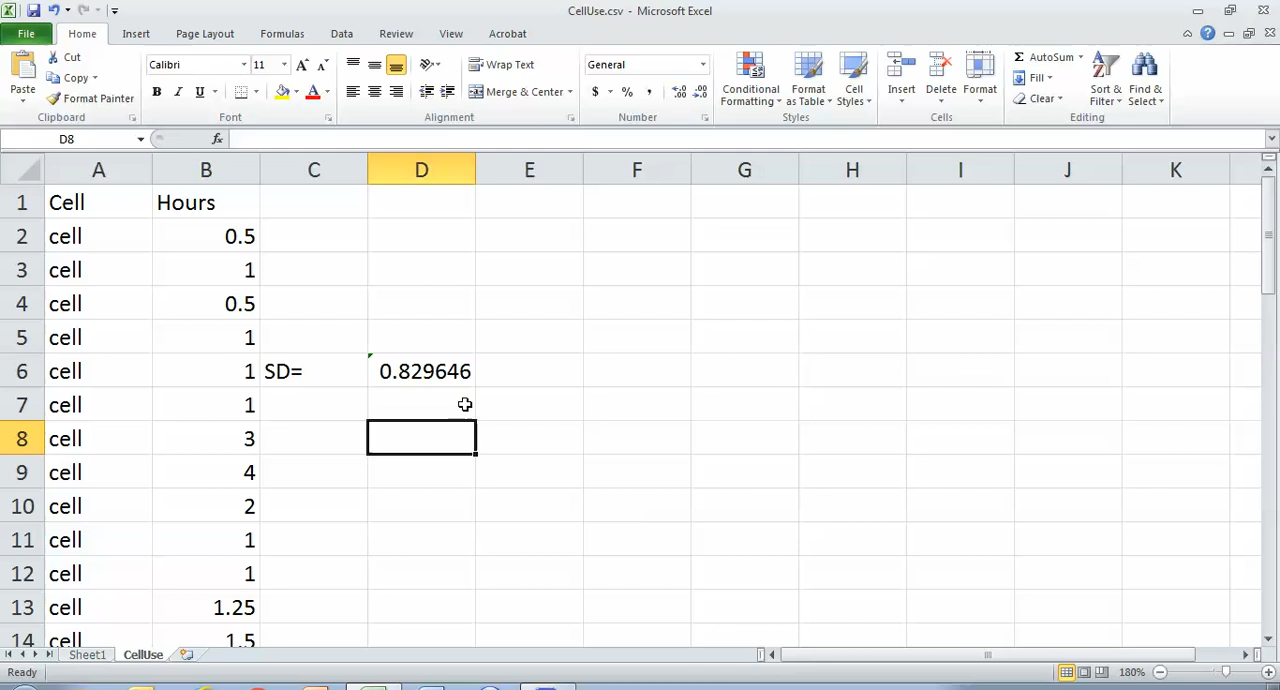 CellUse.csv - Microsoft Excel
File Home Insert Page Layout Formulas Data Review View Acrobat
Paste
Cut
Copy
Format Painter
Clipboard
Calibri 11
B I U
Font
Wrap Text
Merge & Center
Alignment
General
$ % ,
Number
Conditional Formatting
Format as Table
Cell Styles
Styles
Insert Delete Format
Cells
Σ AutoSum
Fill
Clear
Sort & Filter
Find & Select
Editing
D8 fx
A B C D E F G H I J K
1 Cell Hours
2 cell 0.5
3 cell 1
4 cell 0.5
5 cell 1
6 cell 1 SD= 0.829646
7 cell 1
8 cell 3
9 cell 4
10 cell 2
11 cell 1
12 cell 1
13 cell 1.25
14 cell 1.5
Sheet1 CellUse
Ready 180%